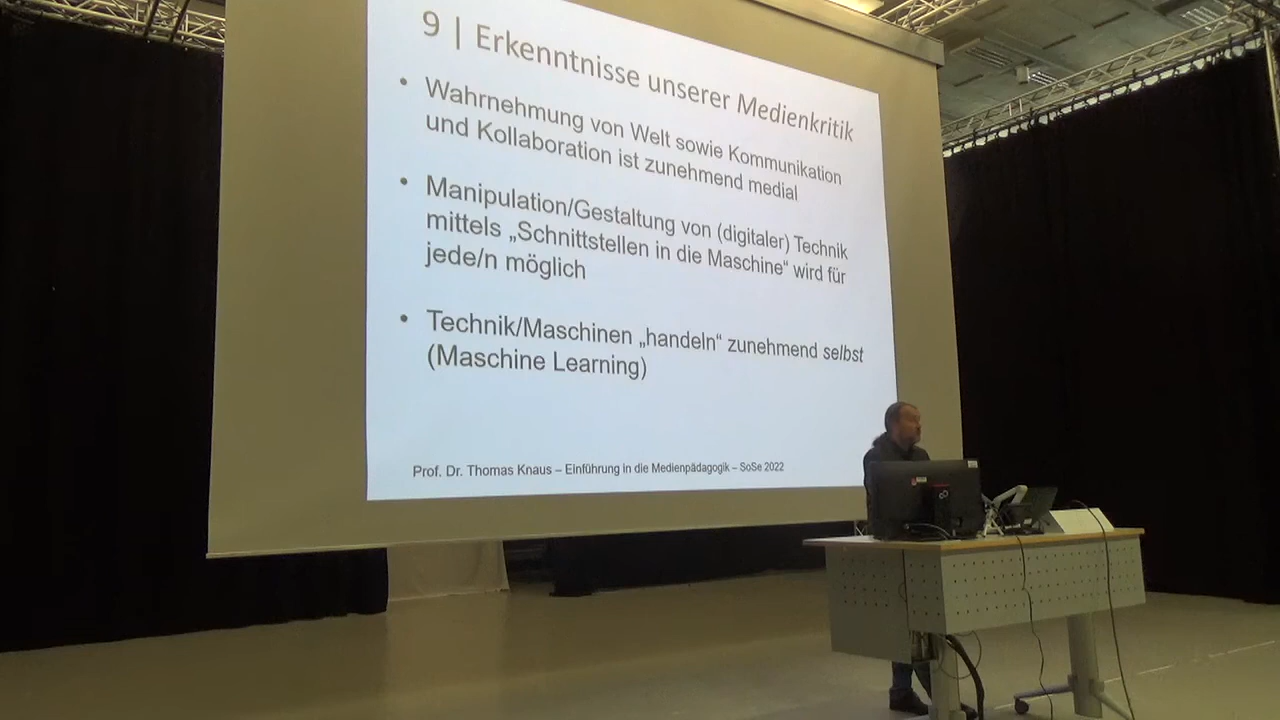 9 | Erkenntnisse unserer Medienkritik
• Wahrnehmung von Welt sowie Kommunikation
und Kollaboration ist zunehmend medial
• Manipulation/Gestaltung von (digitaler) Technik
mittels „Schnittstellen in die Maschine“ wird für
jede/n möglich
• Technik/Maschinen „handeln“ zunehmend selbst
(Maschine Learning)
Prof. Dr. Thomas Knaus – Einführung in die Medienpädagogik – SoSe 2022